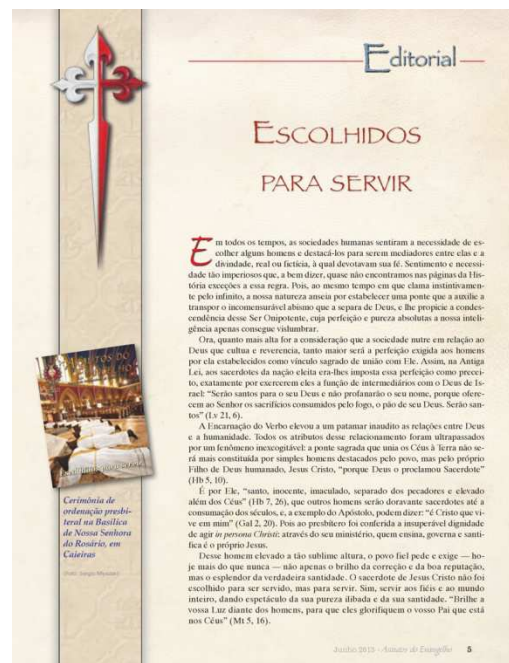 Editorial
ESCOLHIDOS
PARA SERVIR
Em todos os tempos, as sociedades humanas sentiram a necessidade de es-
colher alguns homens e destacá-los para serem mediadores entre elas e a
divindade, real ou fictícia, à qual devotavam sua fé. Sentimento e necessi-
dade tão imperiosos que, a bem dizer, quase não encontramos nas páginas da His-
tória exceções a essa regra. Pois, ao mesmo tempo em que clama instintivamen-
te pelo infinito, a nossa natureza anseia por estabelecer uma ponte que a auxilie a
transpor o incomensurável abismo que a separa de Deus, e lhe propicie a condes-
cendência desse Ser Onipotente, cuja perfeição e pureza absolutas a nossa inteli-
gência apenas consegue vislumbrar.
Ora, quanto mais alta for a consideração que a sociedade nutre em relação ao
Deus que cultua e reverencia, tanto maior será a perfeição exigida aos homens
por ela estabelecidos como vínculo sagrado de união com Ele. Assim, na Antiga
Lei, aos sacerdotes da nação eleita era-lhes imposta essa perfeição como precei-
to, exatamente por exercerem eles a função de intermediários com o Deus de Is-
rael: “Serão santos para o seu Deus e não profanarão o seu nome, porque ofere-
cem ao Senhor os sacrifícios consumidos pelo fogo, o pão de seu Deus. Serão san-
tos” (Lv 21, 6).
A Encarnação do Verbo elevou a um patamar inaudito as relações entre Deus
e a humanidade. Todos os atributos desse relacionamento foram ultrapassados
por um fenômeno inexcogitável: a ponte sagrada que unia os Céus à Terra não se-
rá mais constituída por simples homens destacados pelo povo, mas pelo próprio
Filho de Deus humanado, Jesus Cristo, “porque Deus o proclamou Sacerdote”
(Hb 5, 10).
É por Ele, “santo, inocente, imaculado, separado dos pecadores e elevado
além dos Céus” (Hb 7, 26), que outros homens serão doravante sacerdotes até a
consumação dos séculos, e, a exemplo do Apóstolo, podem dizer: “é Cristo que vi-
ve em mim” (Gal 2, 20). Pois ao presbítero foi conferida a insuperável dignidade
de agir in persona Christi: através do seu ministério, quem ensina, governa e santi-
fica é o próprio Jesus.
Desse homem elevado a tão sublime altura, o povo fiel pede e exige — ho-
je mais do que nunca — não apenas o brilho da correção e da boa reputação,
mas o esplendor da verdadeira santidade. O sacerdote de Jesus Cristo não foi
escolhido para ser servido, mas para servir. Sim, servir aos fiéis e ao mundo
inteiro, dando espetáculo da sua pureza ilibada e da sua santidade. “Brilhe a
vossa Luz diante dos homens, para que eles glorifiquem o vosso Pai que está
nos Céus” (Mt 5, 16).
Cerimônia de
ordenação presbi-
teral na Basílica
de Nossa Senhora
do Rosário, em
Caieiras
Junho 2013 · Arautos do Evangelho 5